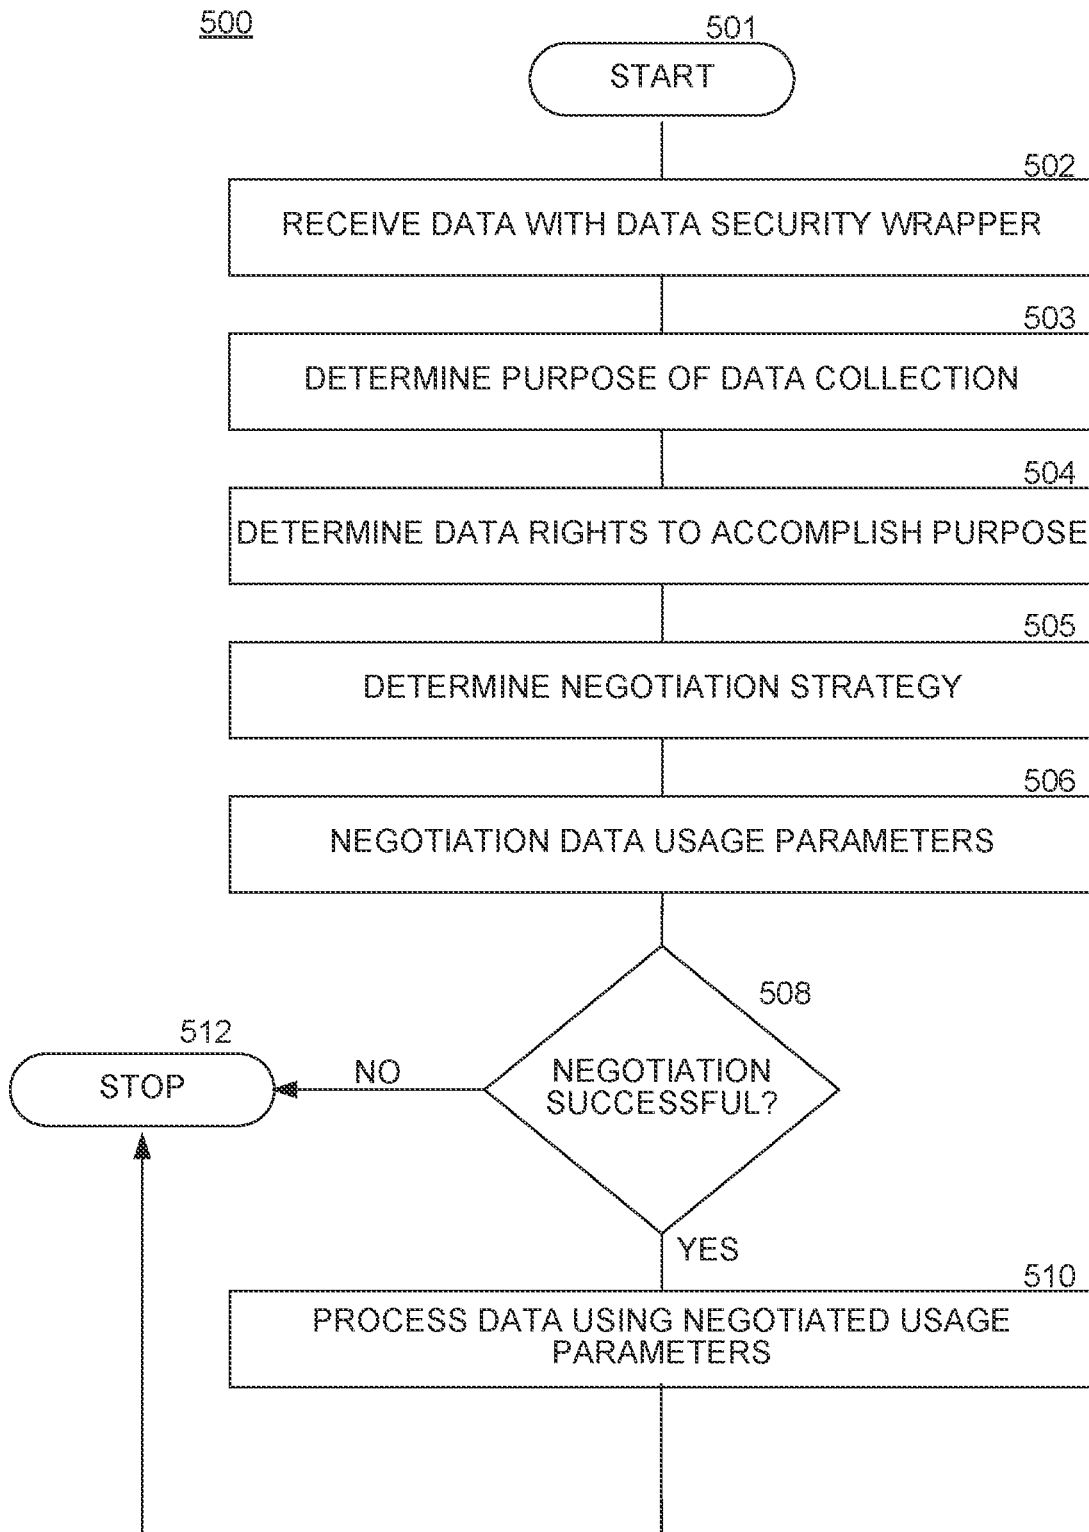 500
501
START
502
RECEIVE DATA WITH DATA SECURITY WRAPPER
503
DETERMINE PURPOSE OF DATA COLLECTION
504
DETERMINE DATA RIGHTS TO ACCOMPLISH PURPOSE
505
DETERMINE NEGOTIATION STRATEGY
506
NEGOTIATION DATA USAGE PARAMETERS
508
NEGOTIATION
SUCCESSFUL?
NO
512
STOP
YES
510
PROCESS DATA USING NEGOTIATED USAGE
PARAMETERS